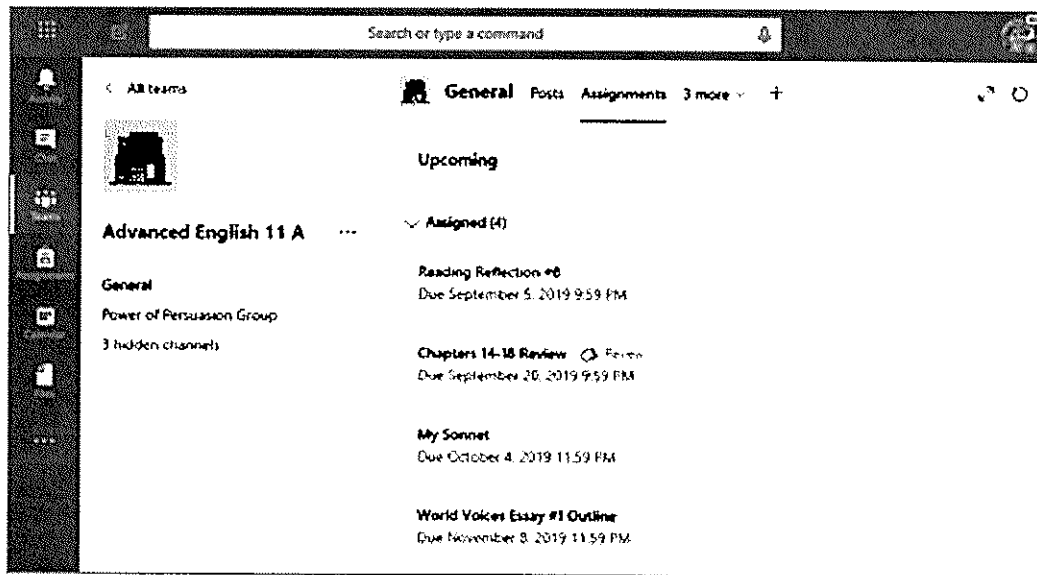 Search or type a command
All teams
General Posts Assignments 3 more +
Upcoming
Advanced English 11 A ...
Assigned (4)
General
Power of Persuasion Group
3 hidden channels
Reading Reflection
Due September 5, 2019 9:59 PM
Chapters 14-18 Review
Due September 20, 2019 9:59 PM
My Sonnet
Due October 4, 2019 11:59 PM
World Voices Essay #1 Outline
Due November 8, 2019 11:59 PM